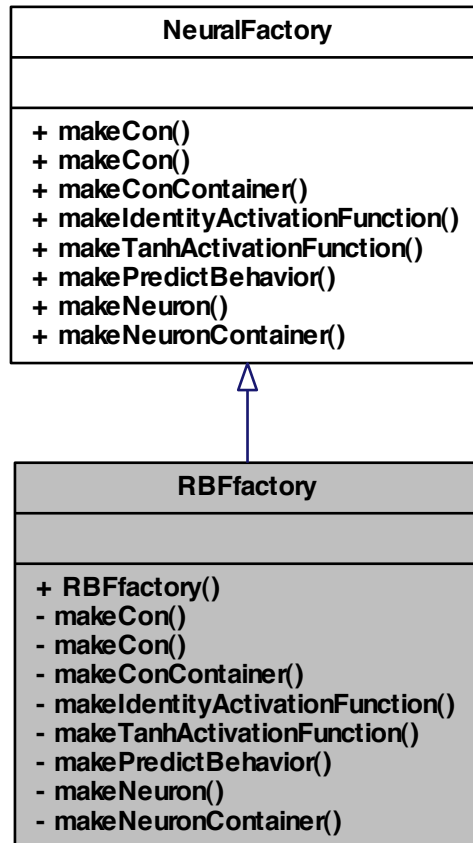 NeuralFactory
+ makeCon()
+ makeCon()
+ makeConContainer()
+ makeIdentityActivationFunction()
+ makeTanhActivationFunction()
+ makePredictBehavior()
+ makeNeuron()
+ makeNeuronContainer()
RBFfactory
+ RBFfactory()
- makeCon()
- makeCon()
- makeConContainer()
- makeIdentityActivationFunction()
- makeTanhActivationFunction()
- makePredictBehavior()
- makeNeuron()
- makeNeuronContainer()